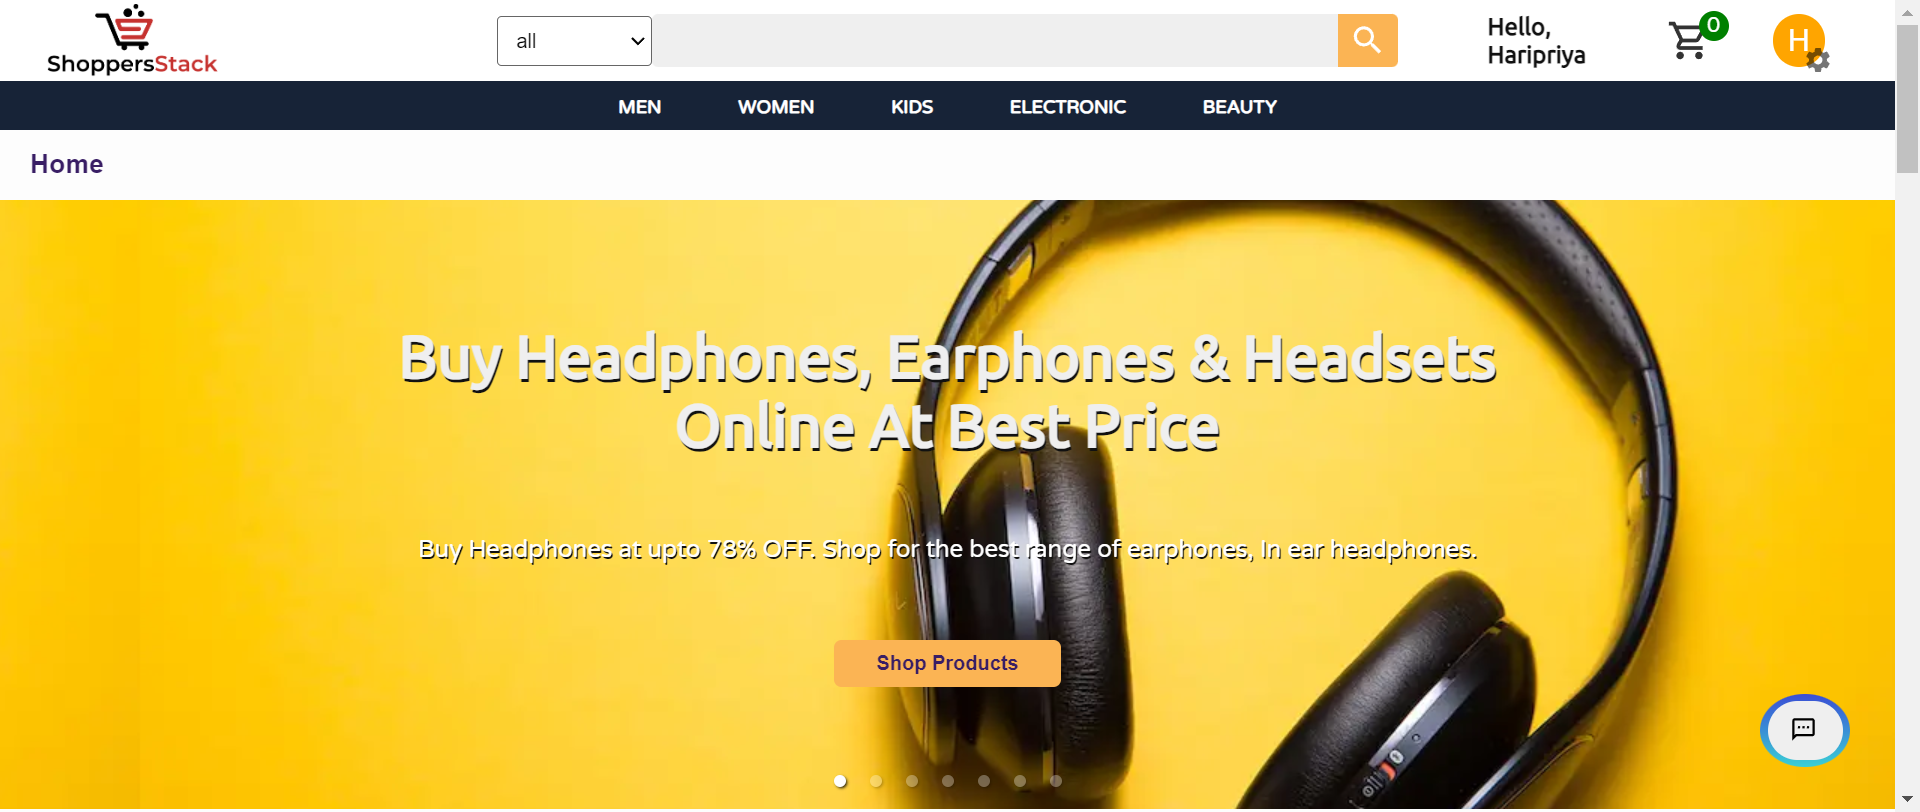 ShoppersStack
all
Hello,
Haripriya
0
H
MEN WOMEN KIDS ELECTRONIC BEAUTY
Home
Buy Headphones, Earphones & Headsets
Online At Best Price
Buy Headphones at upto 78% OFF. Shop for the best range of earphones, In ear headphones.
Shop Products